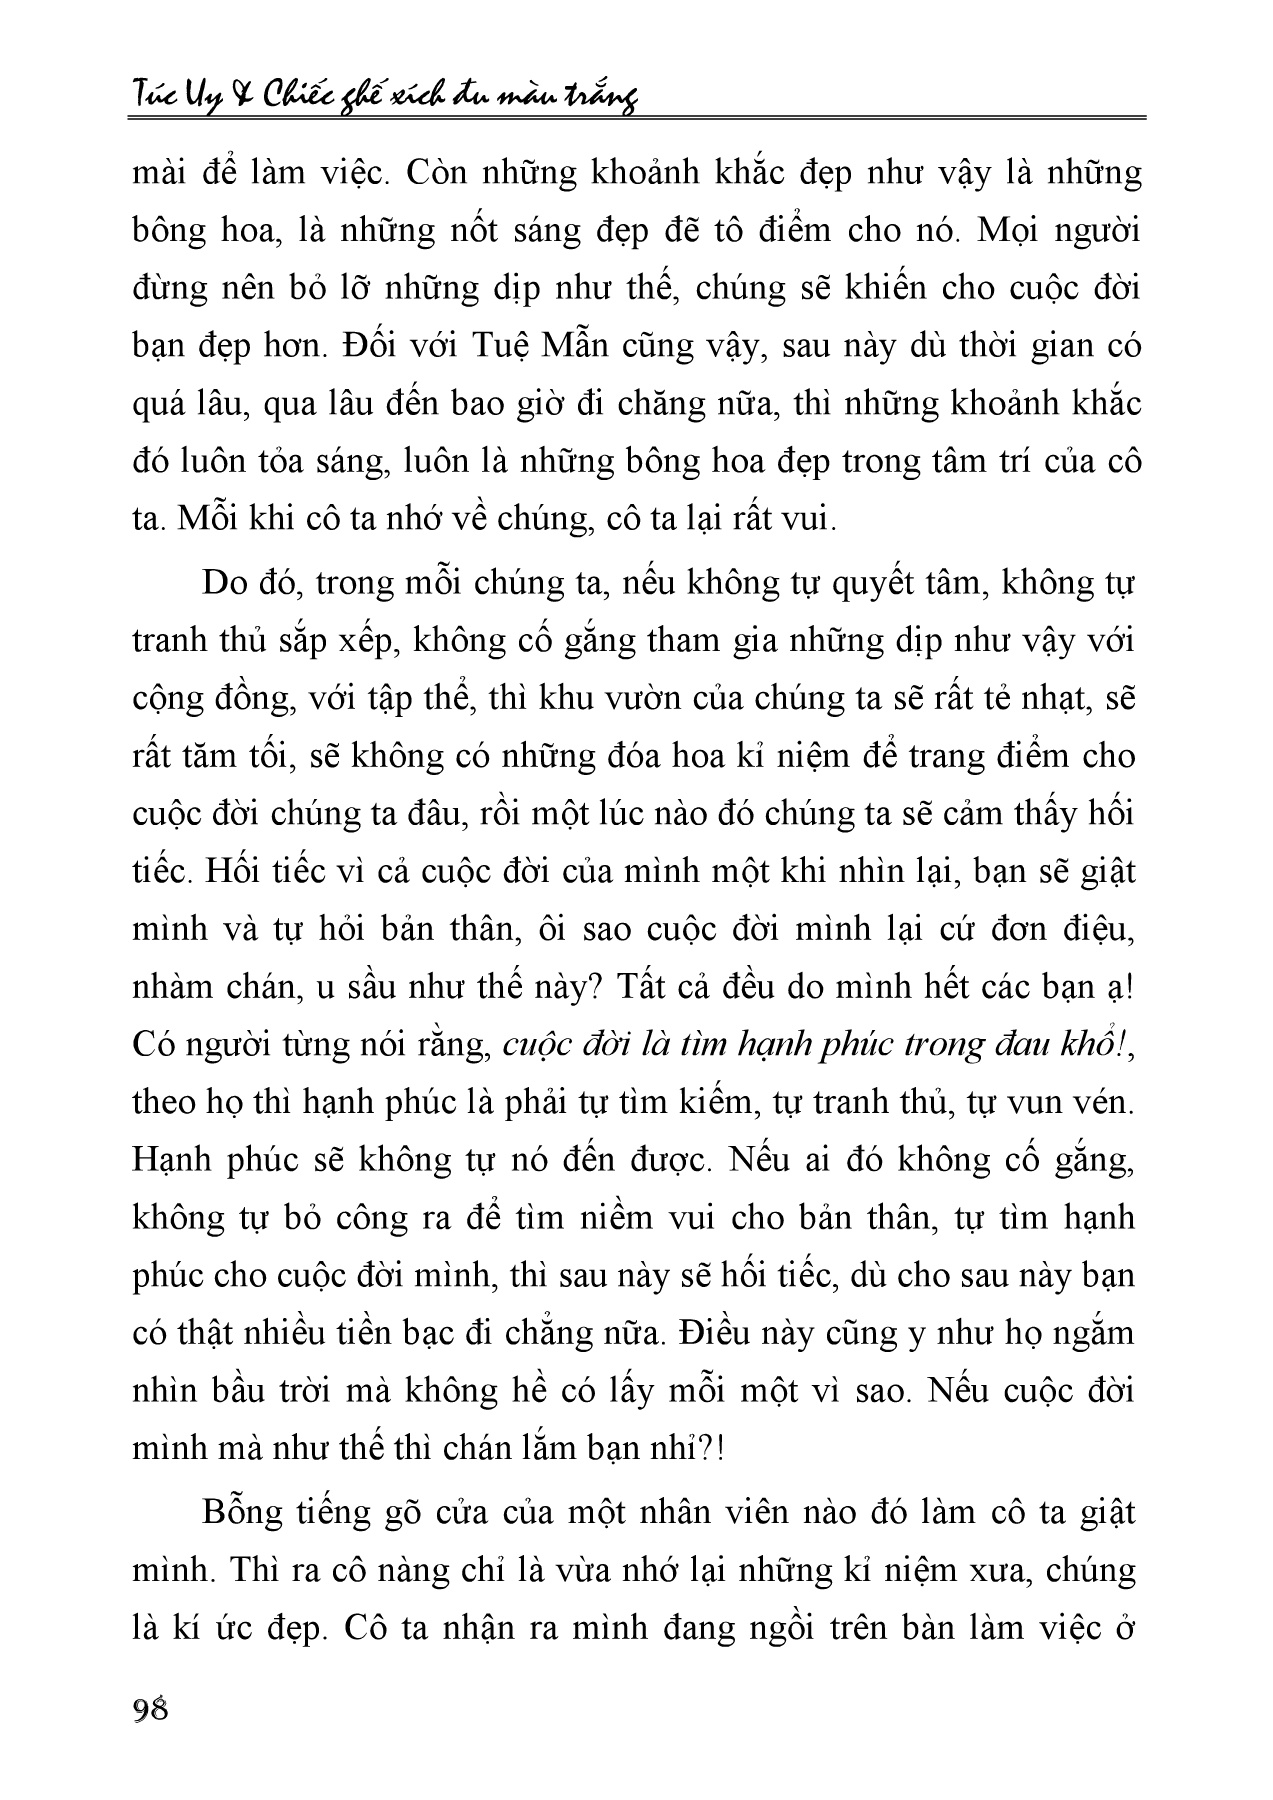 Túc Uy & Chiếc ghế xích đu màu trắng
mài để làm việc. Còn những khoảnh khắc đẹp như vậy là những
bông hoa, là những nốt sáng đẹp đẽ tô điểm cho nó. Mọi người
đừng nên bỏ lỡ những dịp như thế, chúng sẽ khiến cho cuộc đời
bạn đẹp hơn. Đối với Tuệ Mẫn cũng vậy, sau này dù thời gian có
quá lâu, qua lâu đến bao giờ đi chăng nữa, thì những khoảnh khắc
đó luôn tỏa sáng, luôn là những bông hoa đẹp trong tâm trí của cô
ta. Mỗi khi cô ta nhớ về chúng, cô ta lại rất vui.
Do đó, trong mỗi chúng ta, nếu không tự quyết tâm, không tự
tranh thủ sắp xếp, không cố gắng tham gia những dịp như vậy với
cộng đồng, với tập thể, thì khu vườn của chúng ta sẽ rất tẻ nhạt, sẽ
rất tăm tối, sẽ không có những đóa hoa kỉ niệm để trang điểm cho
cuộc đời chúng ta đâu, rồi một lúc nào đó chúng ta sẽ cảm thấy hối
tiếc. Hối tiếc vì cả cuộc đời của mình một khi nhìn lại, bạn sẽ giật
mình và tự hỏi bản thân, ôi sao cuộc đời mình lại cứ đơn điệu,
nhàm chán, u sầu như thế này? Tất cả đều do mình hết các bạn ạ!
Có người từng nói rằng, cuộc đời là tìm hạnh phúc trong đau khổ!,
theo họ thì hạnh phúc là phải tự tìm kiếm, tự tranh thủ, tự vun vén.
Hạnh phúc sẽ không tự nó đến được. Nếu ai đó không cố gắng,
không tự bỏ công ra để tìm niềm vui cho bản thân, tự tìm hạnh
phúc cho cuộc đời mình, thì sau này sẽ hối tiếc, dù cho sau này bạn
có thật nhiều tiền bạc đi chẳng nữa. Điều này cũng y như họ ngắm
nhìn bầu trời mà không hề có lấy mỗi một vì sao. Nếu cuộc đời
mình mà như thế thì chán lắm bạn nhỉ?!
Bỗng tiếng gõ cửa của một nhân viên nào đó làm cô ta giật
mình. Thì ra cô nàng chỉ là vừa nhớ lại những kỉ niệm xưa, chúng
là kí ức đẹp. Cô ta nhận ra mình đang ngồi trên bàn làm việc ở
98